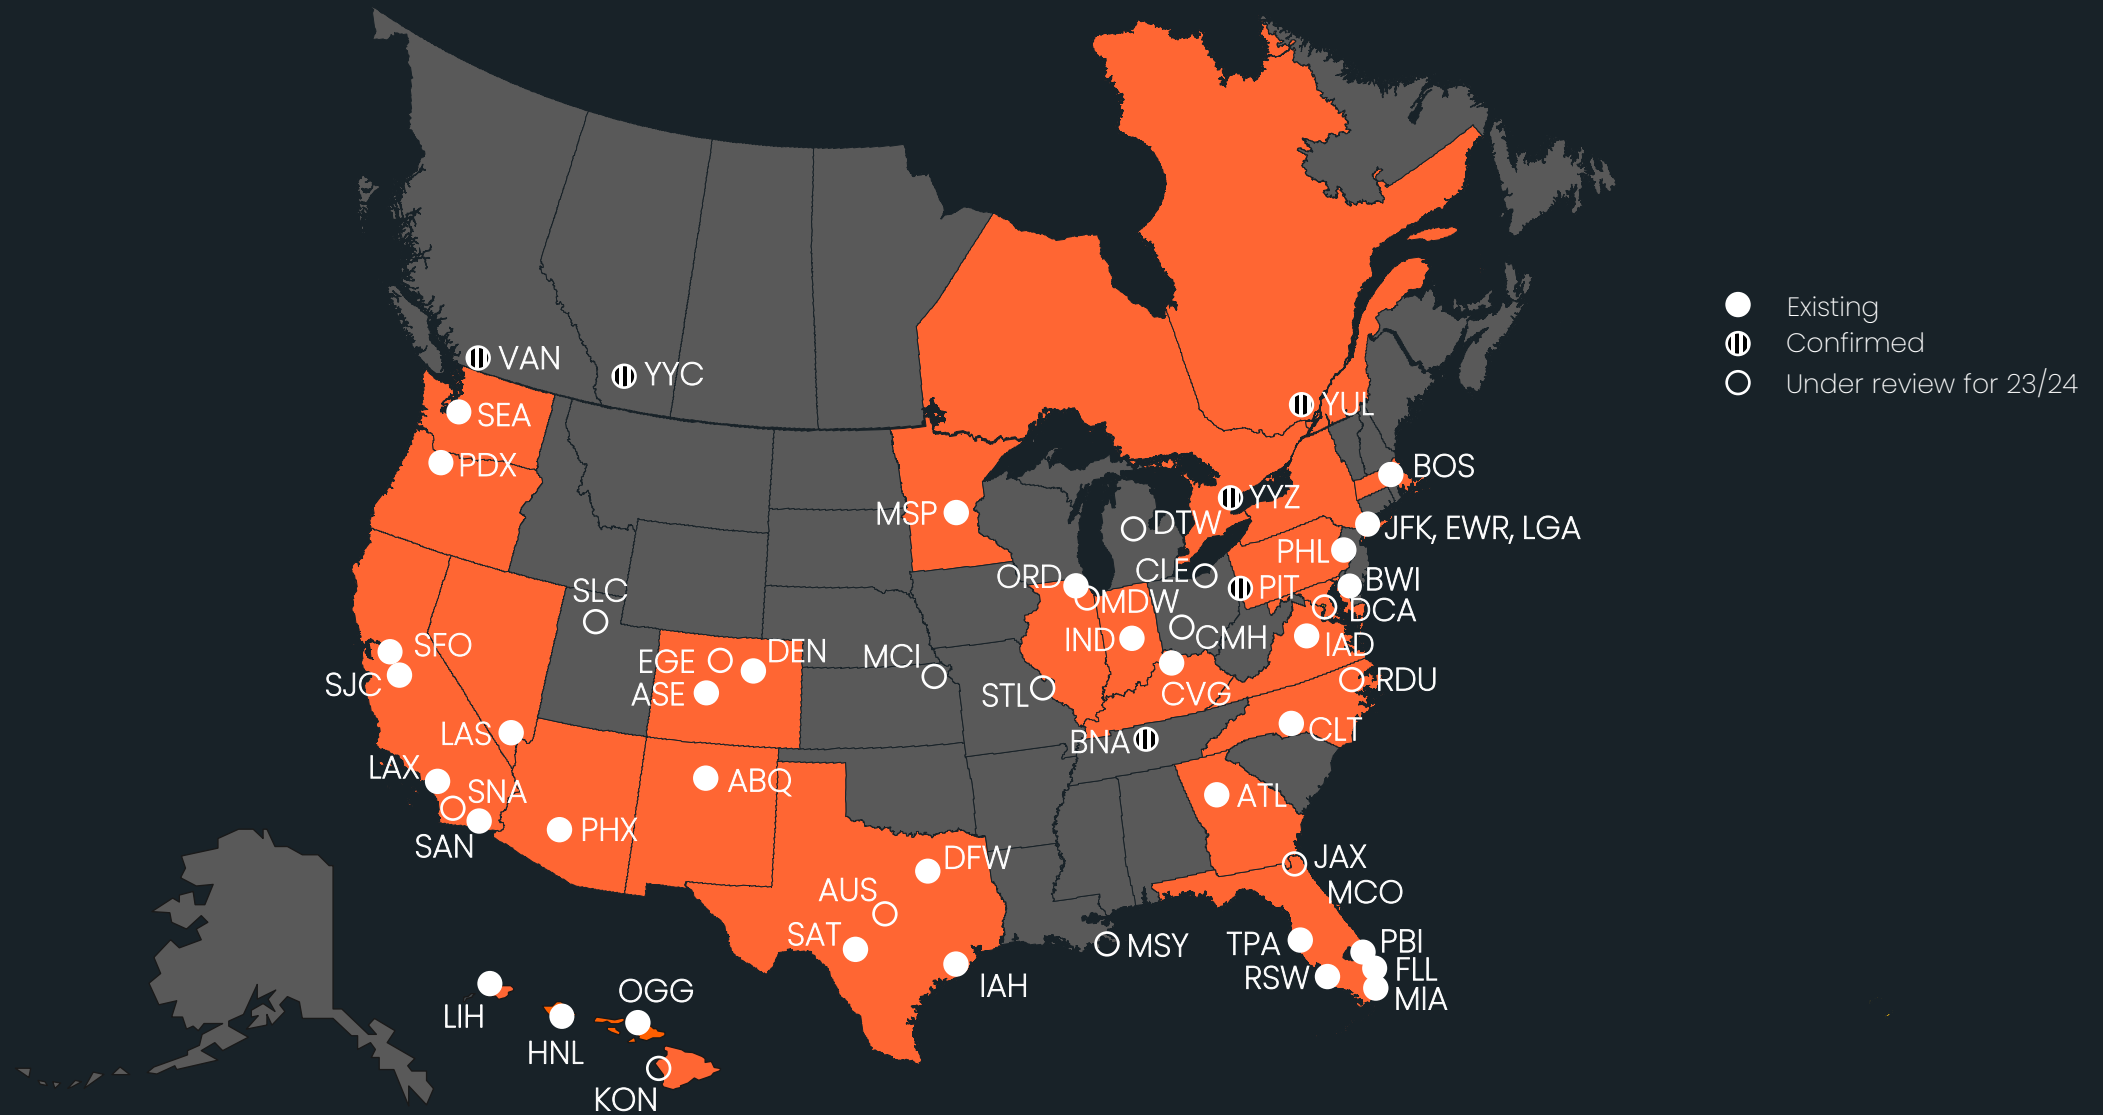 VAN
YYC
SEA
PDX
YUL
BOS
YYZ
MSP
DTW
JFK, EWR, LGA
PHL
CLE
ORD
PIT
BWI
MDW
DCA
SLC
IND
CMH
IAD
SFO
EGE
DEN
MCI
SJC
ASE
STL
CVG
RDU
LAS
BNA
CLT
LAX
SNA
ABQ
ATL
SAN
PHX
DFW
JAX
AUS
MCO
SAT
MSY
TPA
PBI
RSW
FLL
IAH
MIA
LIH
OGG
HNL
KON
Existing
Confirmed
Under review for 23/24